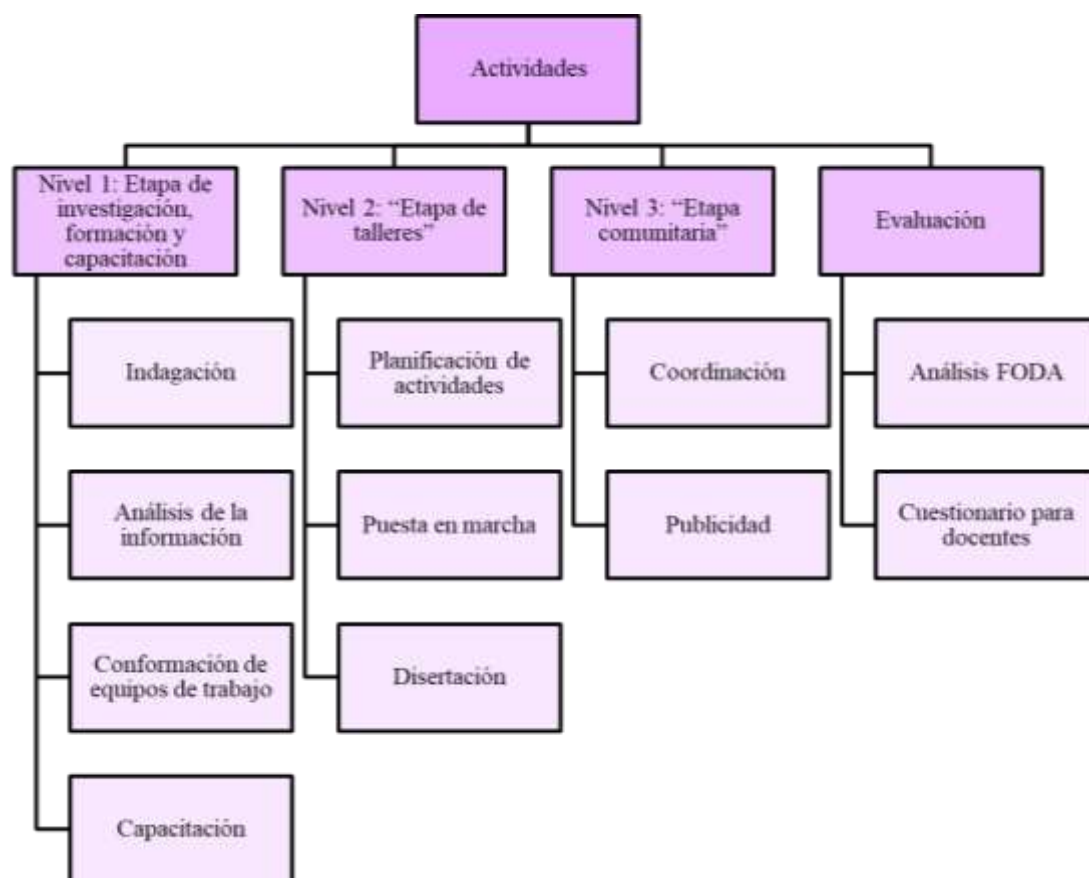 Actividades
Nivel 1: Etapa de
investigación,
formación y
capacitación
Nivel 2: “Etapa de
talleres”
Nivel 3: “Etapa
comunitaria”
Evaluación
Indagación
Análisis de la
información
Conformación de
equipos de trabajo
Capacitación
Planificación de
actividades
Puesta en marcha
Disertación
Coordinación
Publicidad
Análisis FODA
Cuestionario para
docentes